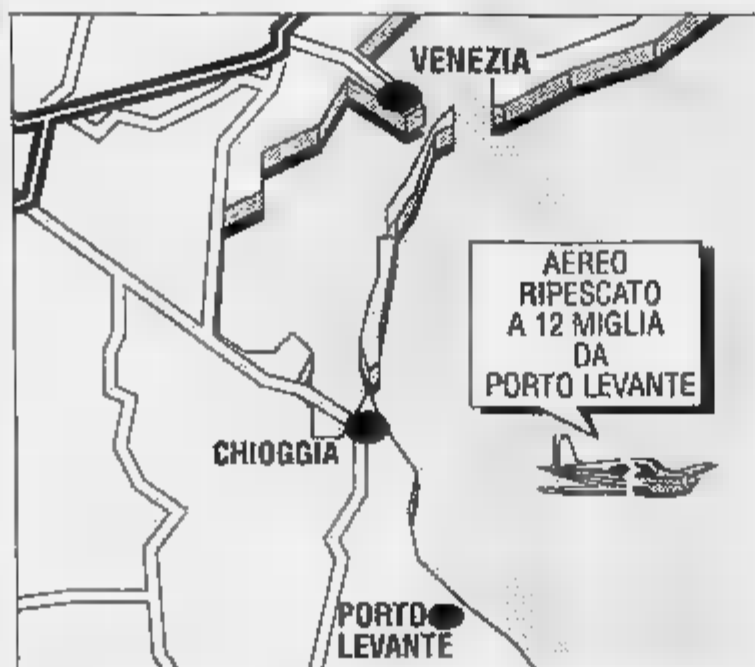 VENEZIA
AEREO
RIPESCATO
A 12 MIGLIA
DA
PORTO LEVANTE
CHIOGGIA
PORTO
LEVANTE